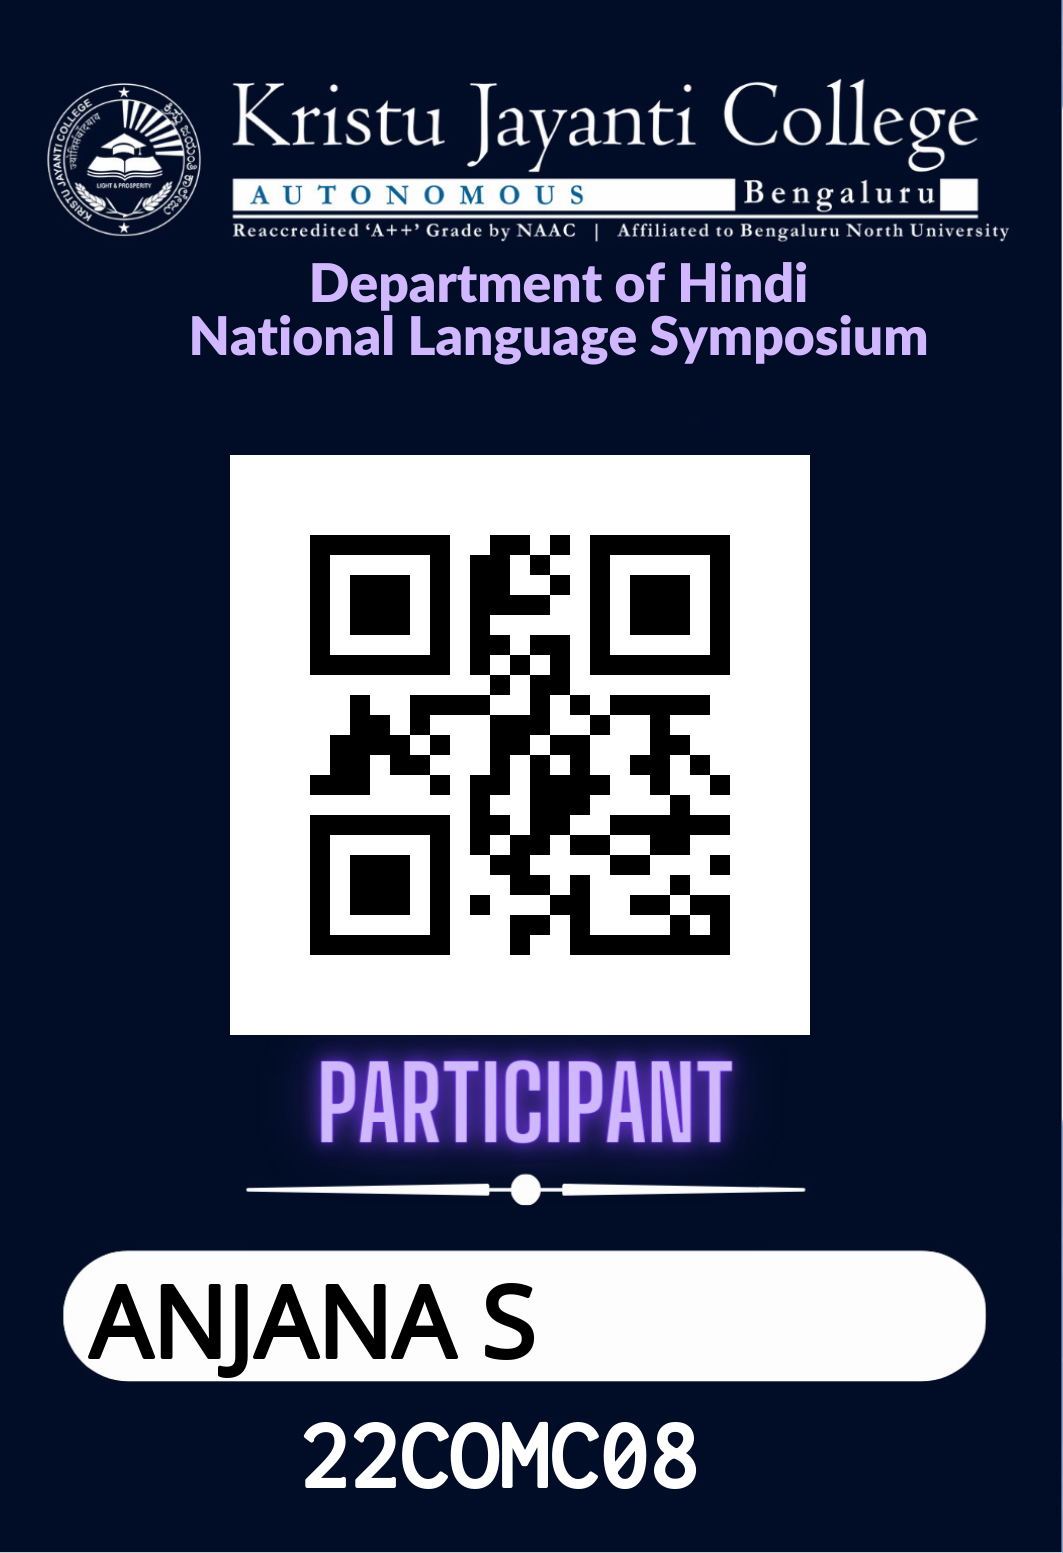 KRISTU JAYANTI COLLEGE
LIGHT & PROSPERITY
Kristu Jayanti College
AUTONOMOUS Bengaluru
Reaccredited ‘A++’ Grade by NAAC | Affiliated to Bengaluru North University
Department of Hindi
National Language Symposium
PARTICIPANT
ANJANA S
22COMC08